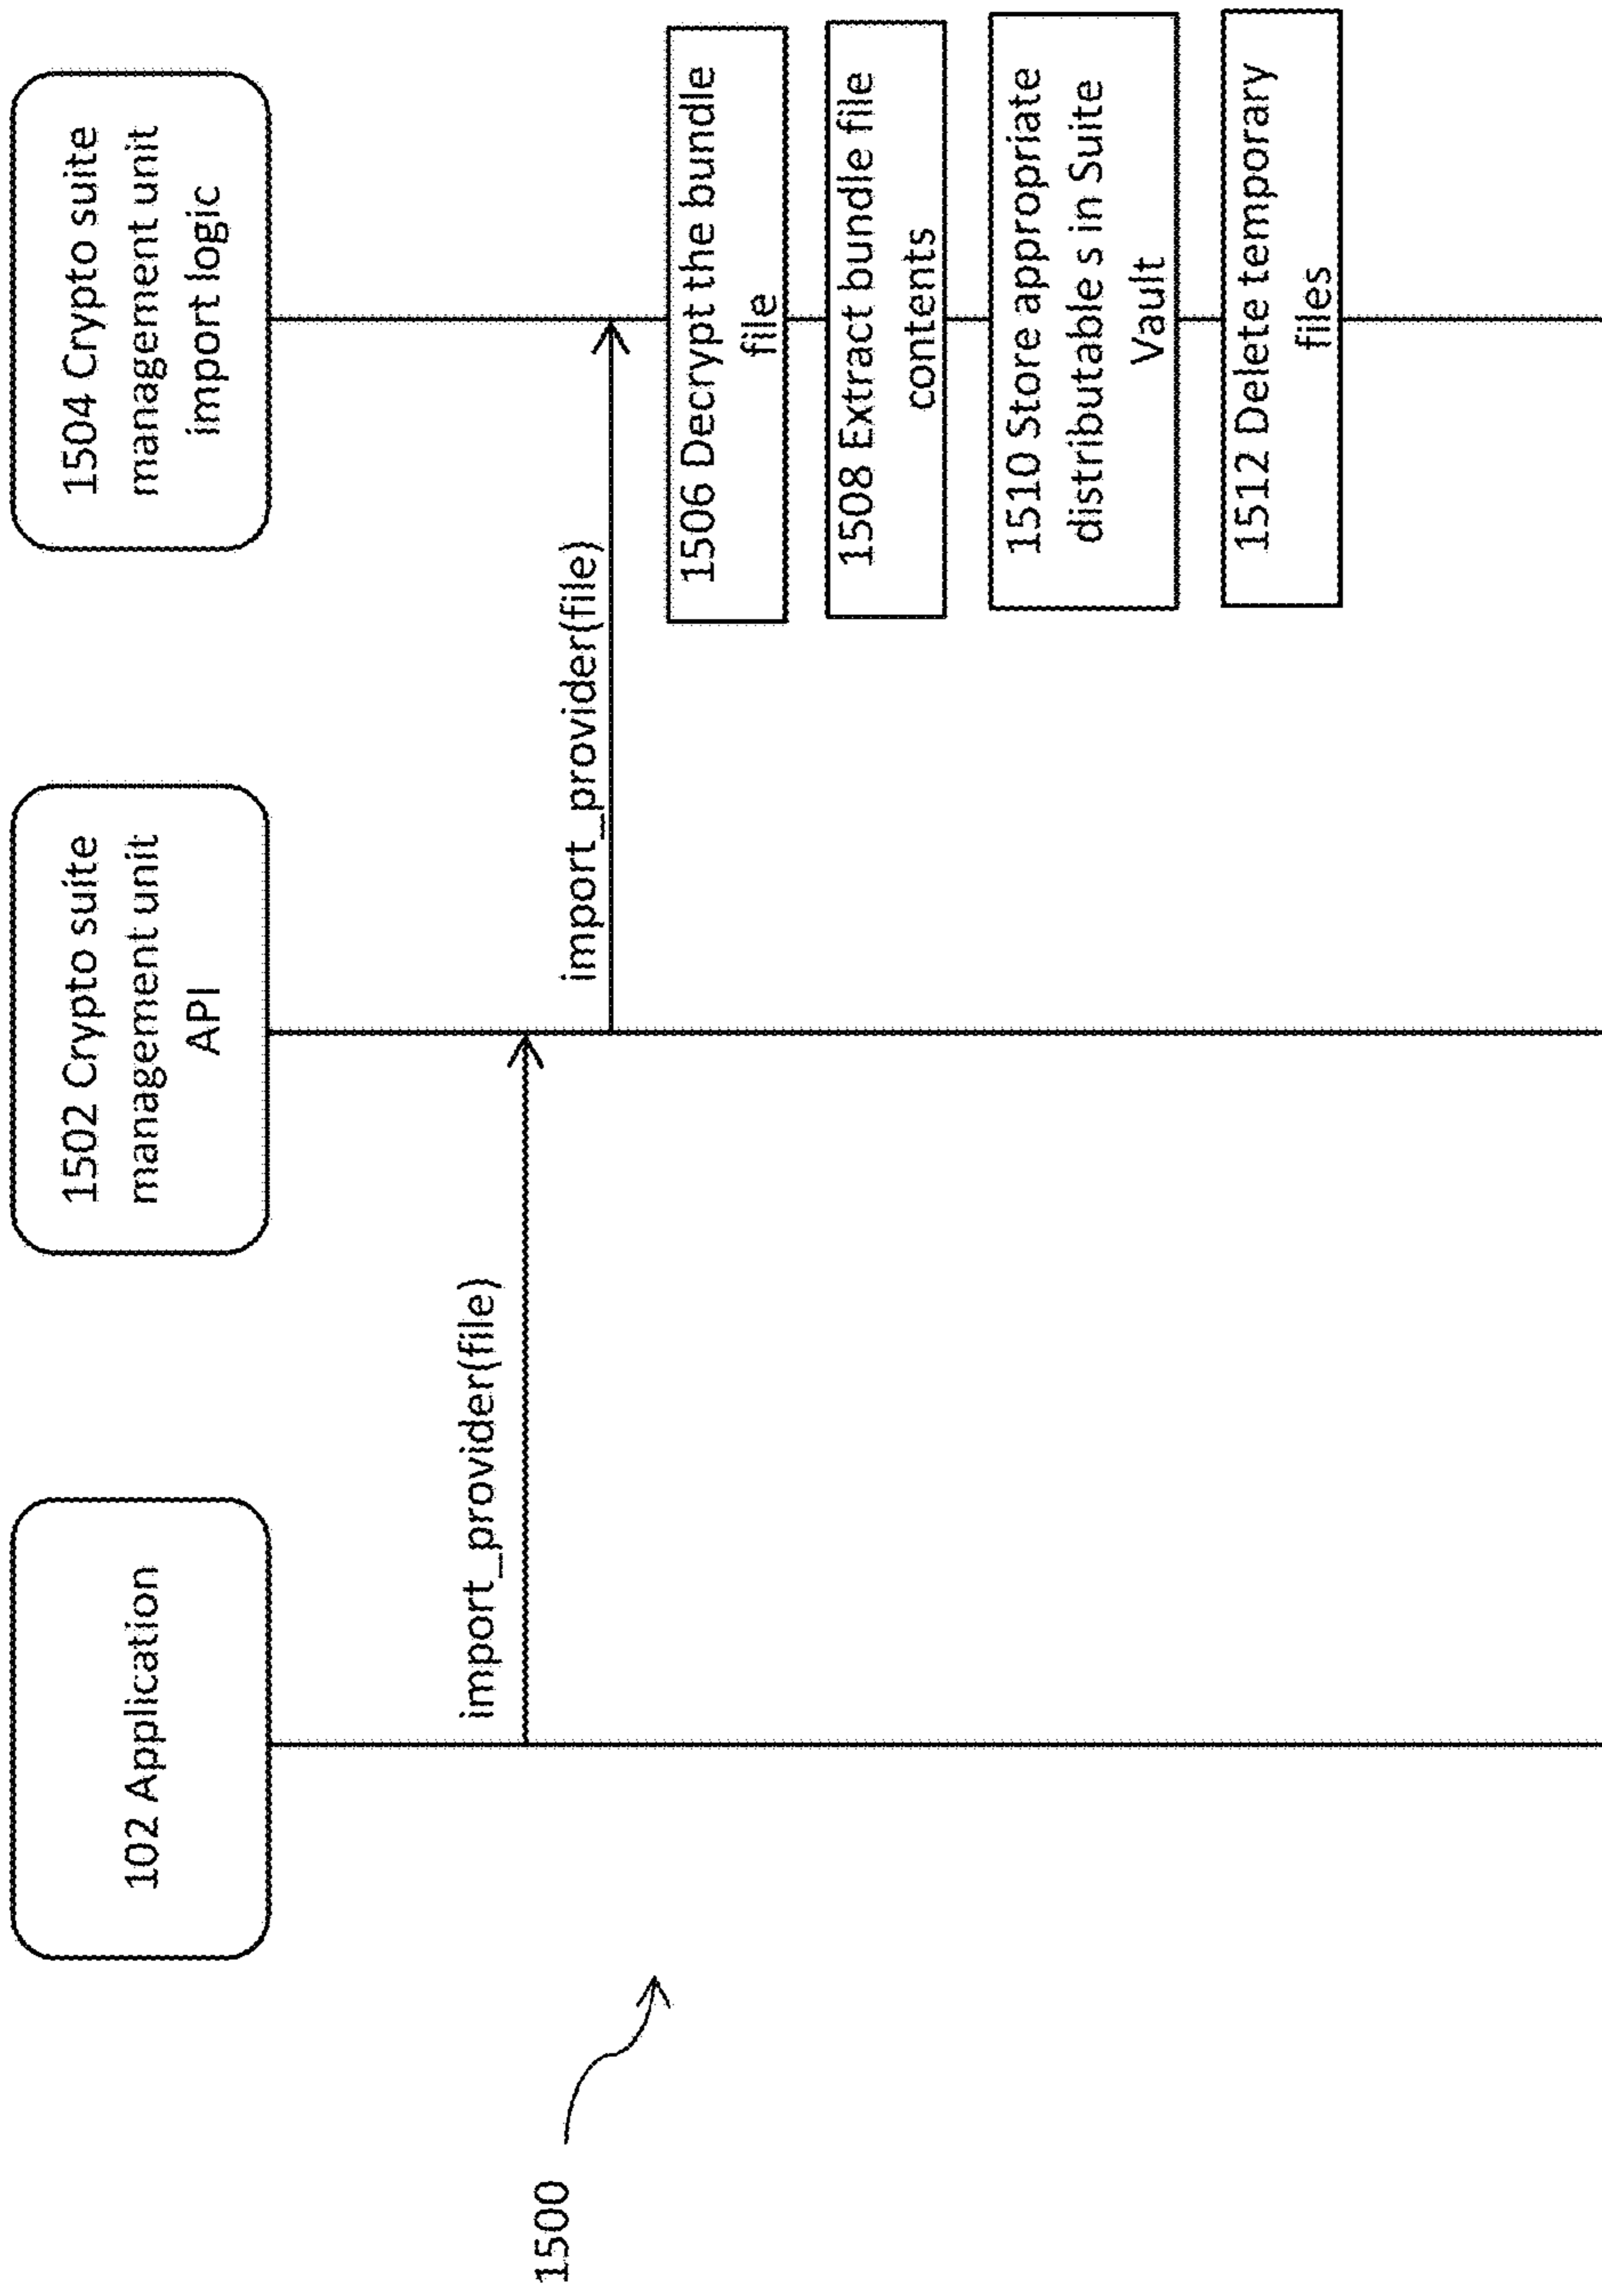 102 Application
1502 Crypto suite
management unit
API
1504 Crypto suite
management unit
import logic
import_provider(file)
import_provider(file)
1506 Decrypt the bundle
file
1508 Extract bundle file
contents
1510 Store appropriate
distributable s in Suite
Vault
1512 Delete temporary
files
1500